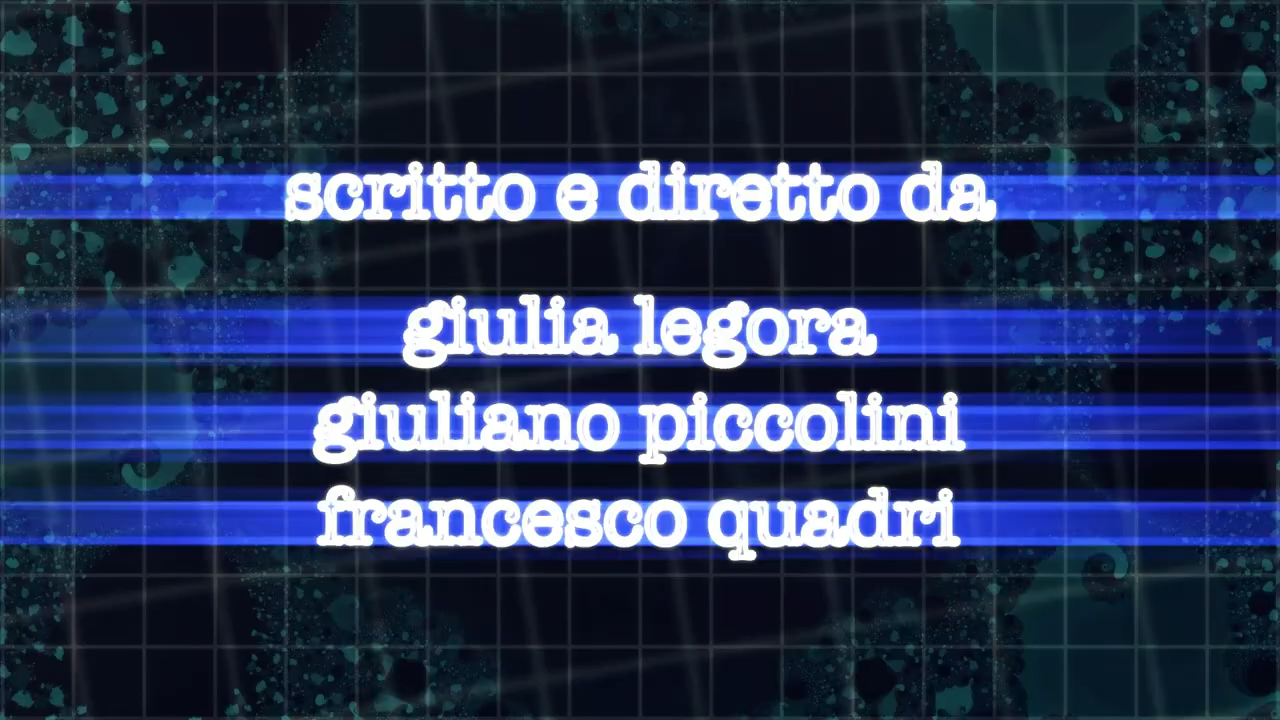 scritto e diretto da
giulia legora
giuliano piccolini
francesco quadri